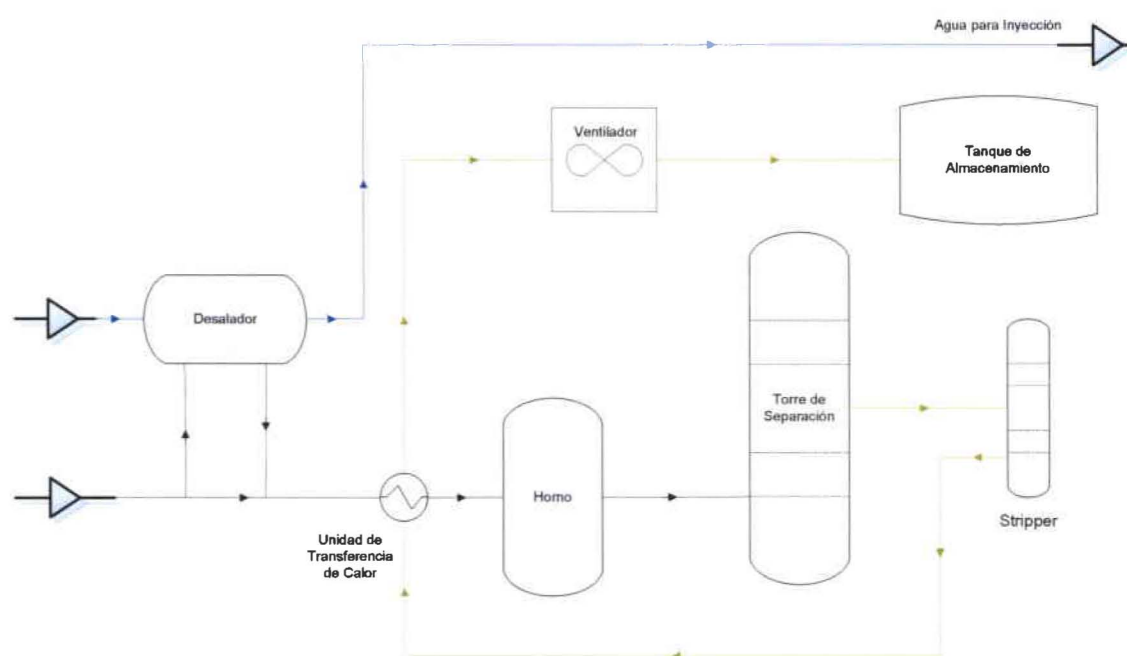 Agua para Inyección
Ventilador
Tanque de
Almacenamiento
Desalador
Torre de
Separación
Horno
Stripper
Unidad de
Transferencia
de Calor